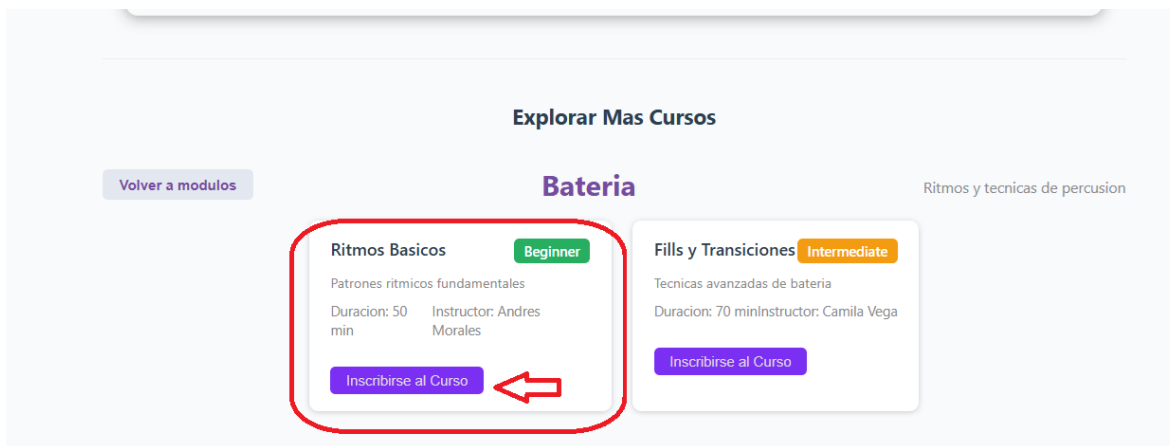 Explorar Mas Cursos
Volver a modulos
Bateria
Ritmos y tecnicas de percusion
Ritmos Basicos
Beginner
Patrones ritmicos fundamentales
Duracion: 50
min
Instructor: Andres
Morales
Inscribirse al Curso
Fills y Transiciones
Intermediate
Tecnicas avanzadas de bateria
Duracion: 70 minInstructor: Camila Vega
Inscribirse al Curso